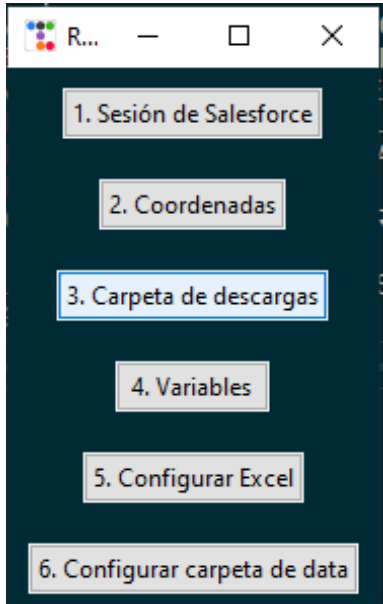 R...
1. Sesión de Salesforce
2. Coordenadas
3. Carpeta de descargas
4. Variables
5. Configurar Excel
6. Configurar carpeta de data